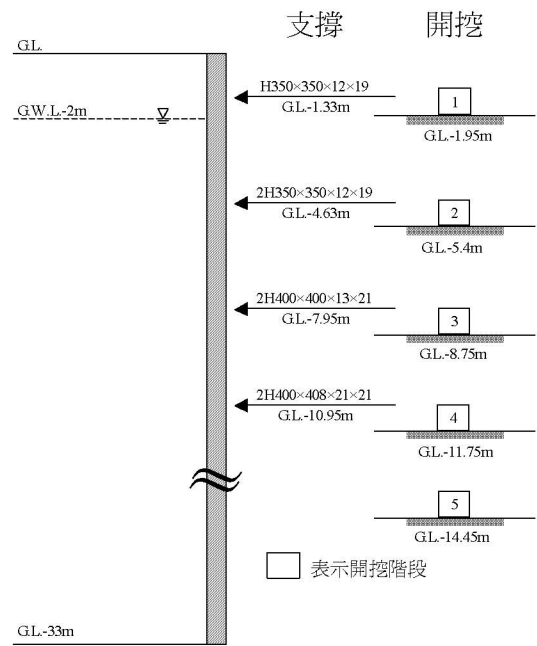 支撐 開挖
G.L.
H350×350×12×19
G.L.-1.33m
1
G.W.L.-2m
G.L.-1.95m
2H350×350×12×19
G.L.-4.63m
2
G.L.-5.4m
2H400×400×13×21
G.L.-7.95m
3
G.L.-8.75m
2H400×408×21×21
G.L.-10.95m
4
G.L.-11.75m
5
G.L.-14.45m
表示開挖階段
G.L.-33m